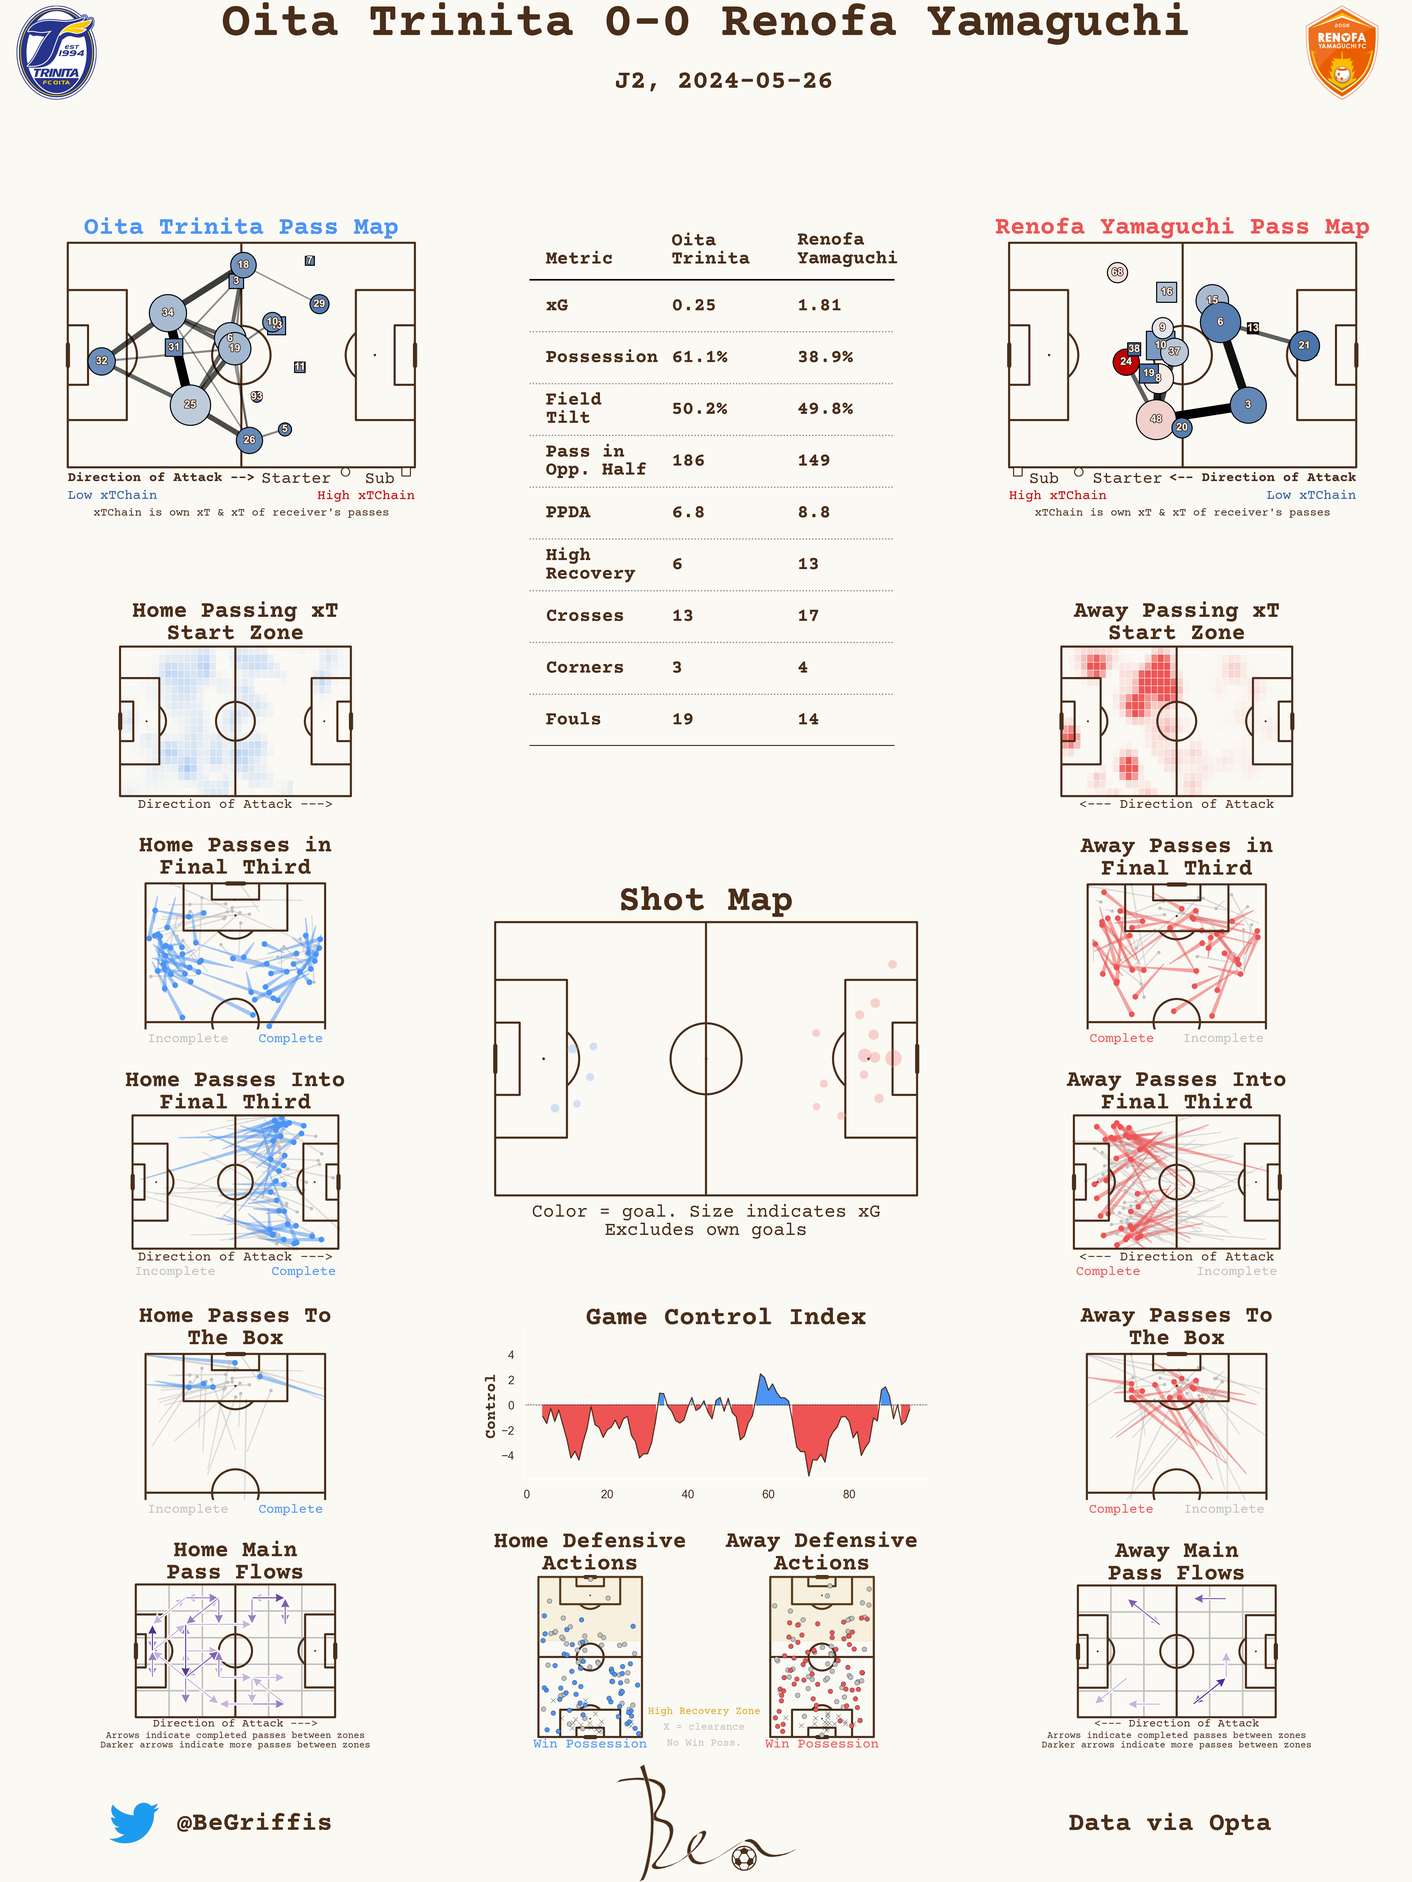 Oita Trinita 0-0 Renofa Yamaguchi
J2, 2024-05-26
EST
1994
TRINITA
FC OITA
2006
RENOFA
YAMAGUCHI FC
Oita Trinita Pass Map
18
7
3
29
34
10
6
19
31
32
11
25
93
5
26
Direction of Attack --> Starter Sub
Low xTChain High xTChain
xTChain is own xT & xT of receiver's passes
Metric Oita Trinita Renofa Yamaguchi
xG 0.25 1.81
Possession 61.1% 38.9%
Field Tilt 50.2% 49.8%
Pass in Opp. Half 186 149
PPDA 6.8 8.8
High Recovery 6 13
Crosses 13 17
Corners 3 4
Fouls 19 14
Renofa Yamaguchi Pass Map
68
16
15
6
9
13
10
38
37
21
24
19
8
3
48
20
Sub Starter <-- Direction of Attack
High xTChain Low xTChain
xTChain is own xT & xT of receiver's passes
Home Passing xT
Start Zone
Direction of Attack --->
Away Passing xT
Start Zone
<--- Direction of Attack
Home Passes in
Final Third
Incomplete Complete
Away Passes in
Final Third
Complete Incomplete
Shot Map
Color = goal. Size indicates xG
Excludes own goals
Home Passes Into
Final Third
Direction of Attack --->
Incomplete Complete
Away Passes Into
Final Third
<--- Direction of Attack
Complete Incomplete
Home Passes To
The Box
Incomplete Complete
Game Control Index
Control
4
2
0
−2
−4
0 20 40 60 80
Away Passes To
The Box
Complete Incomplete
Home Main
Pass Flows
Direction of Attack --->
Arrows indicate completed passes between zones
Darker arrows indicate more passes between zones
Home Defensive
Actions
Win Possession
Away Defensive
Actions
Win Possession
High Recovery Zone
X = clearance
No Win Poss.
Away Main
Pass Flows
<--- Direction of Attack
Arrows indicate completed passes between zones
Darker arrows indicate more passes between zones
@BeGriffis
Ben
Data via Opta